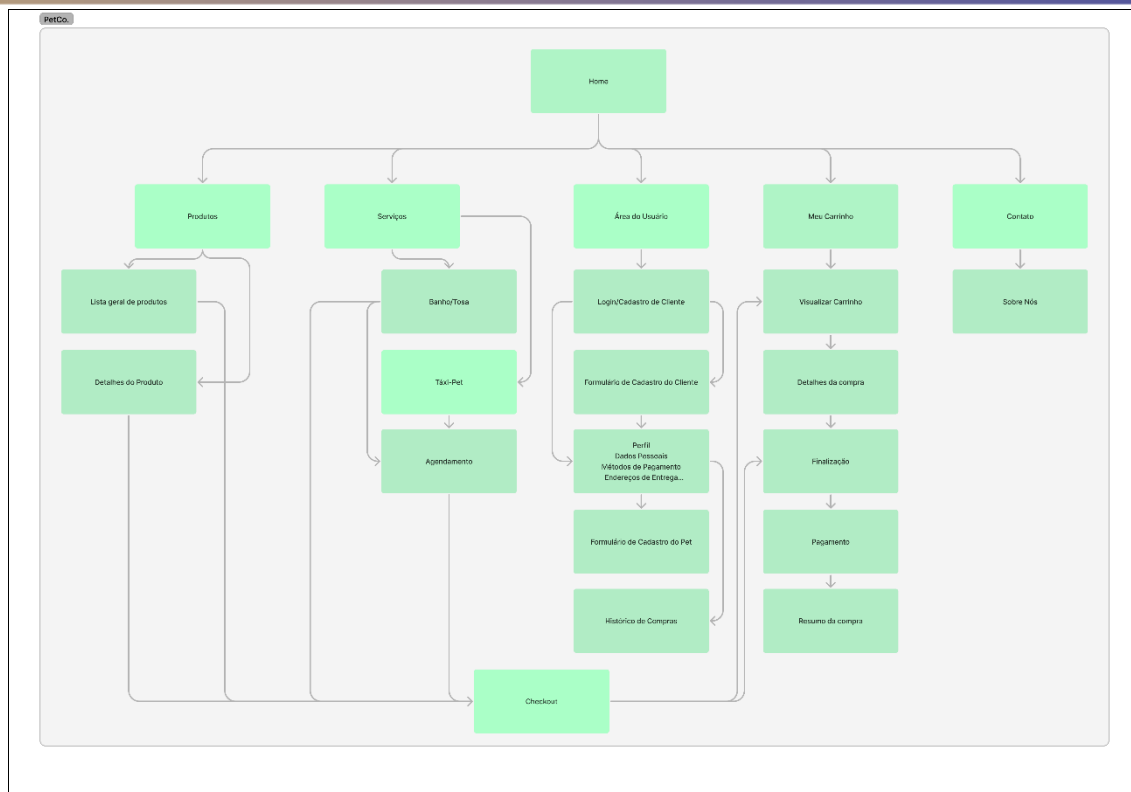 PetCo.
Home
Produtos
Serviços
Área do Usuário
Meu Carrinho
Contato
Lista geral de produtos
Banho/Tosa
Login/Cadastro de Cliente
Visualizar Carrinho
Sobre Nós
Detalhes do Produto
Táxi-Pet
Formulário de Cadastro do Cliente
Detalhes da compra
Agendamento
Perfil
Dados Pessoais
Métodos de Pagamento
Endereços de Entrega...
Finalização
Formulário de Cadastro do Pet
Pagamento
Histórico de Compras
Resumo da compra
Checkout